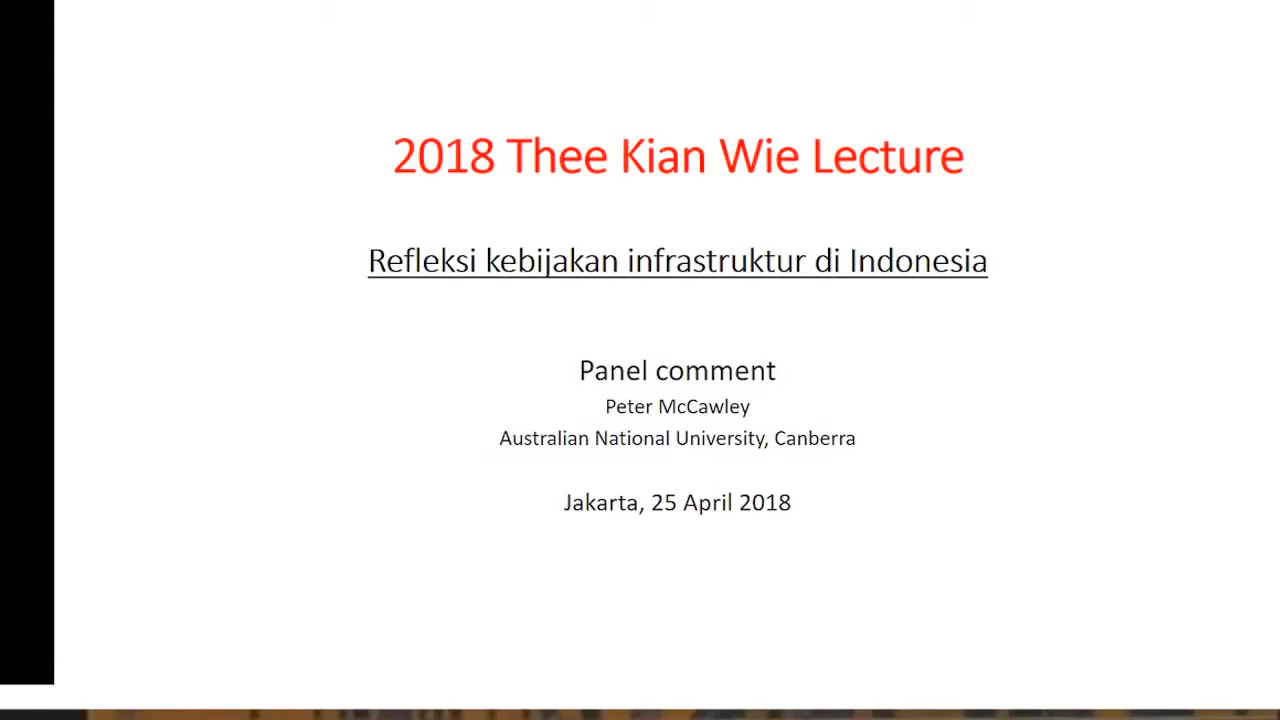 2018 Thee Kian Wie Lecture
Refleksi kebijakan infrastruktur di Indonesia
Panel comment
Peter McCawley
Australian National University, Canberra
Jakarta, 25 April 2018